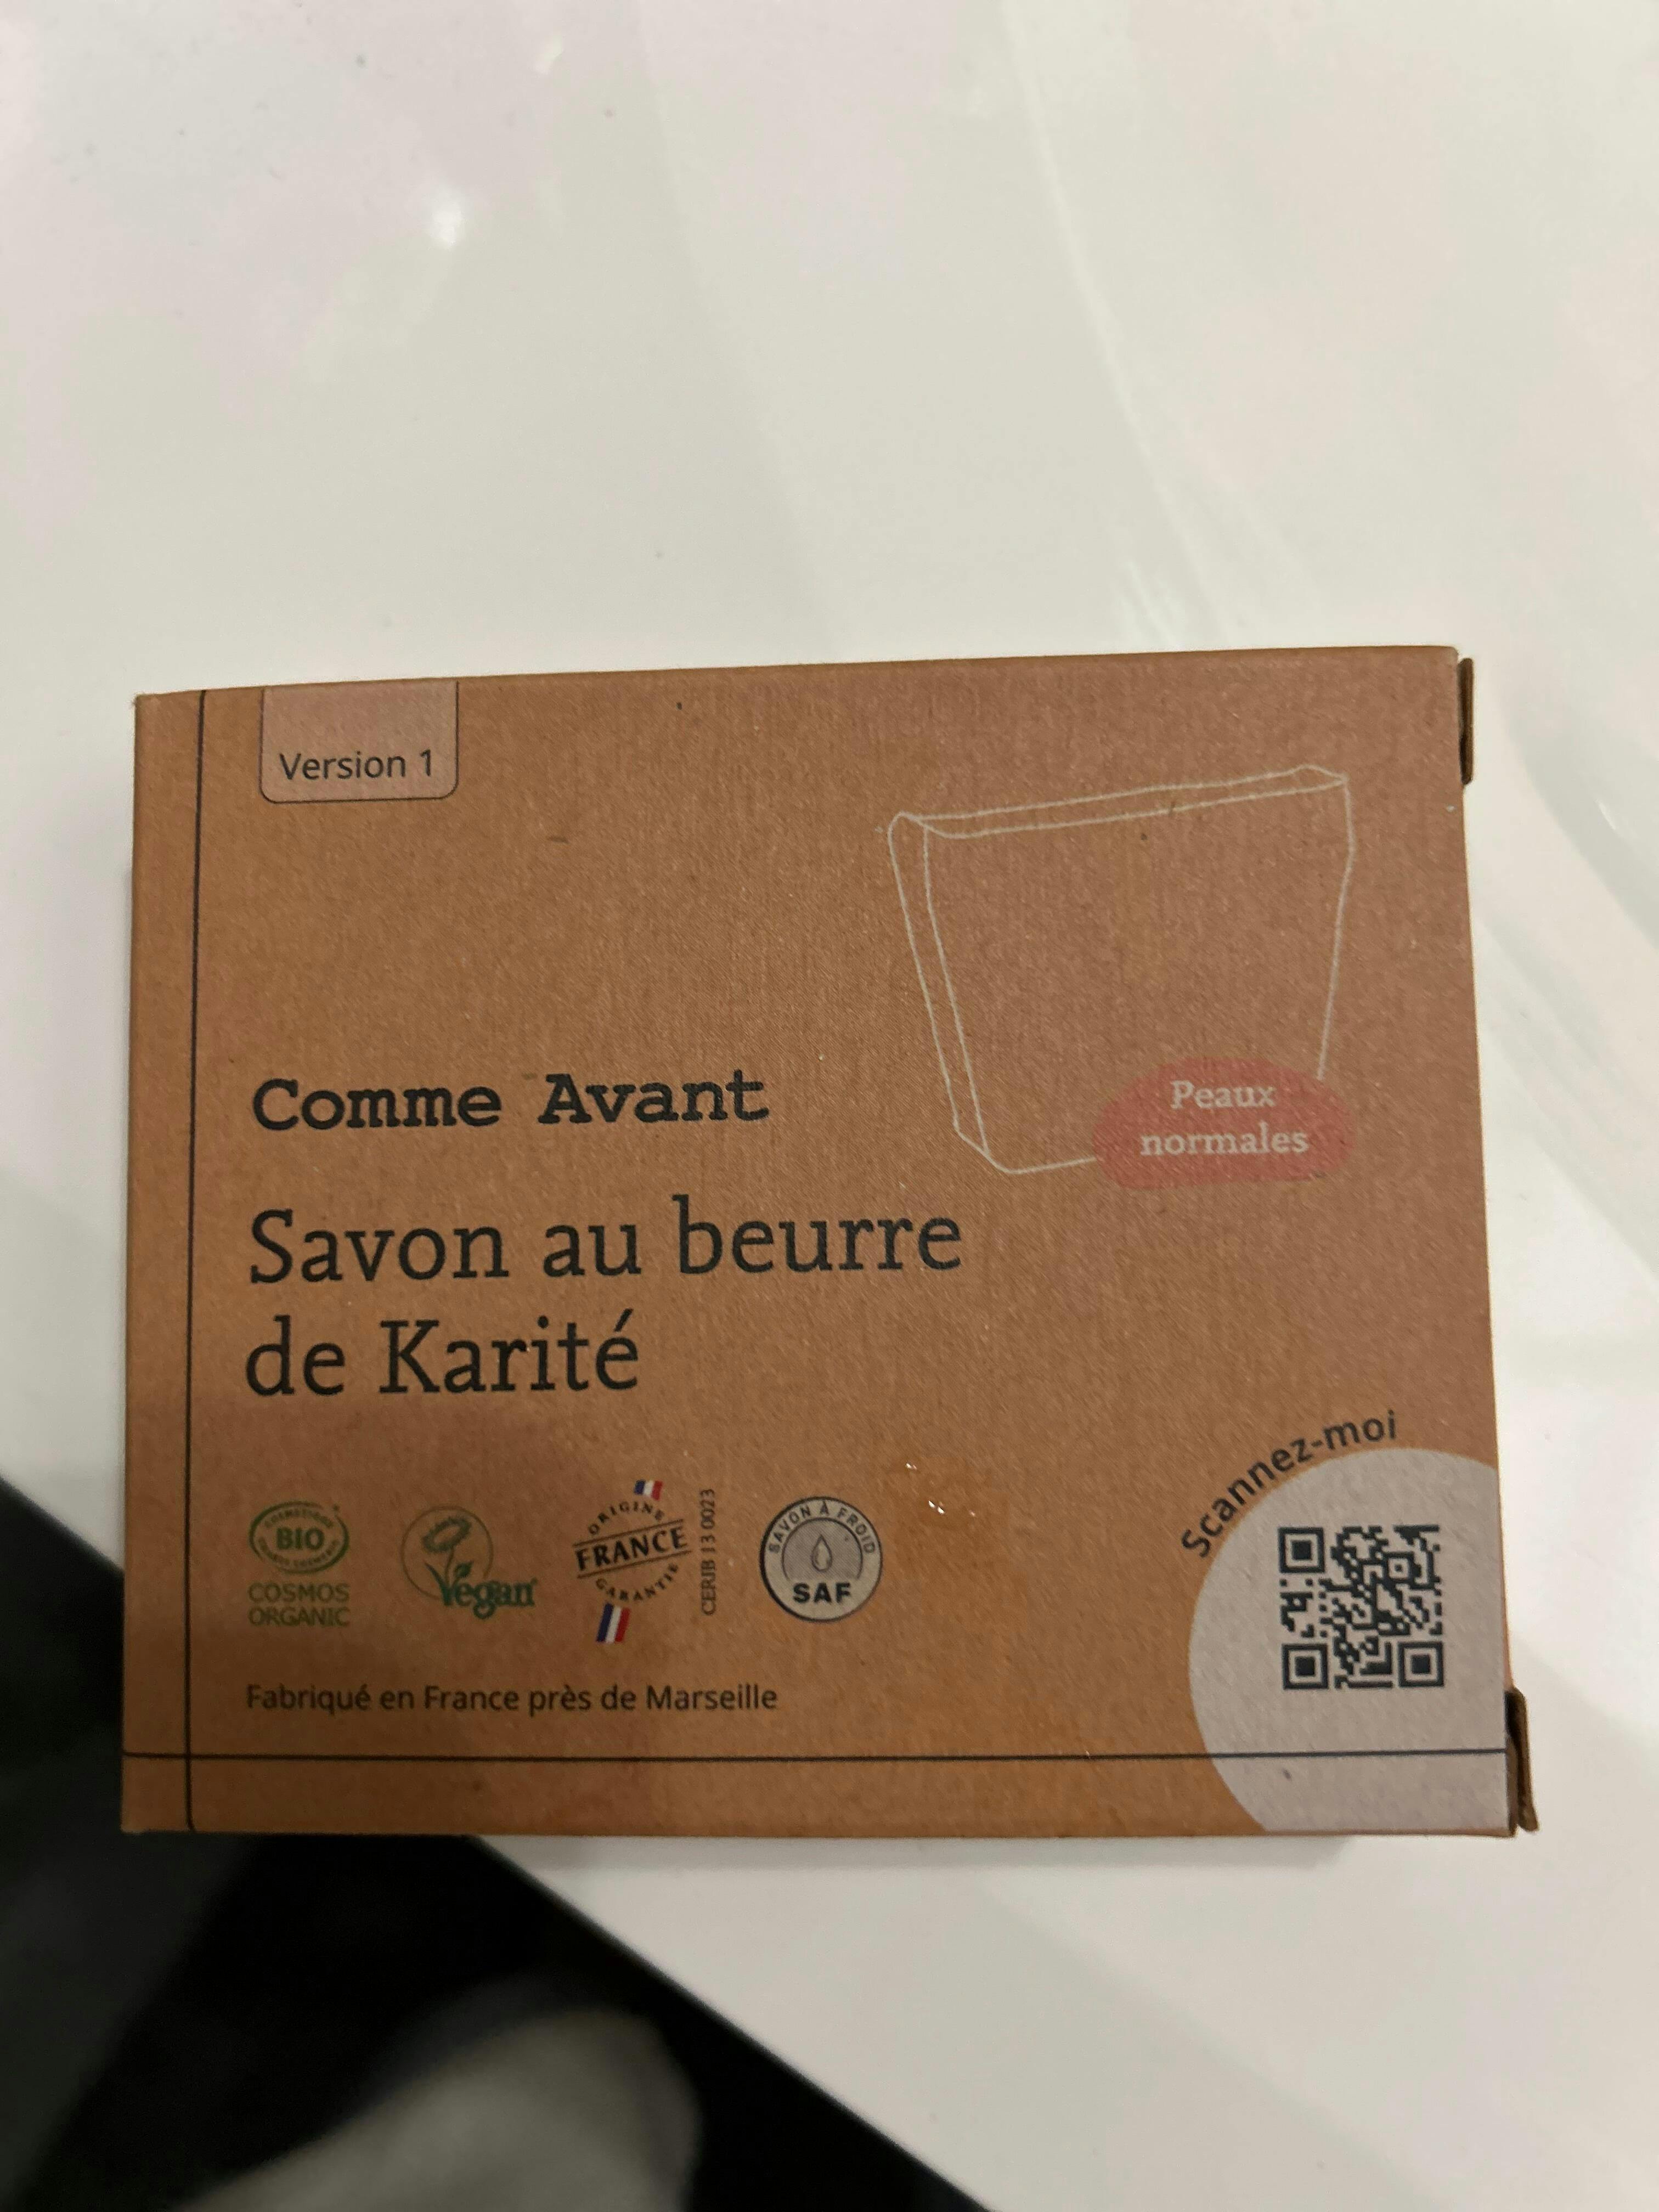 Version 1
Peaux
normales
Comme Avant
Savon au beurre
de Karité
Scannez-moi
BIO
COSMOS
ORGANIC
Vegan
ORIGINE
FRANCE
GARANTIE
CERIB 13 0023
SAVON À FROID
SAF
Fabriqué en France près de Marseille